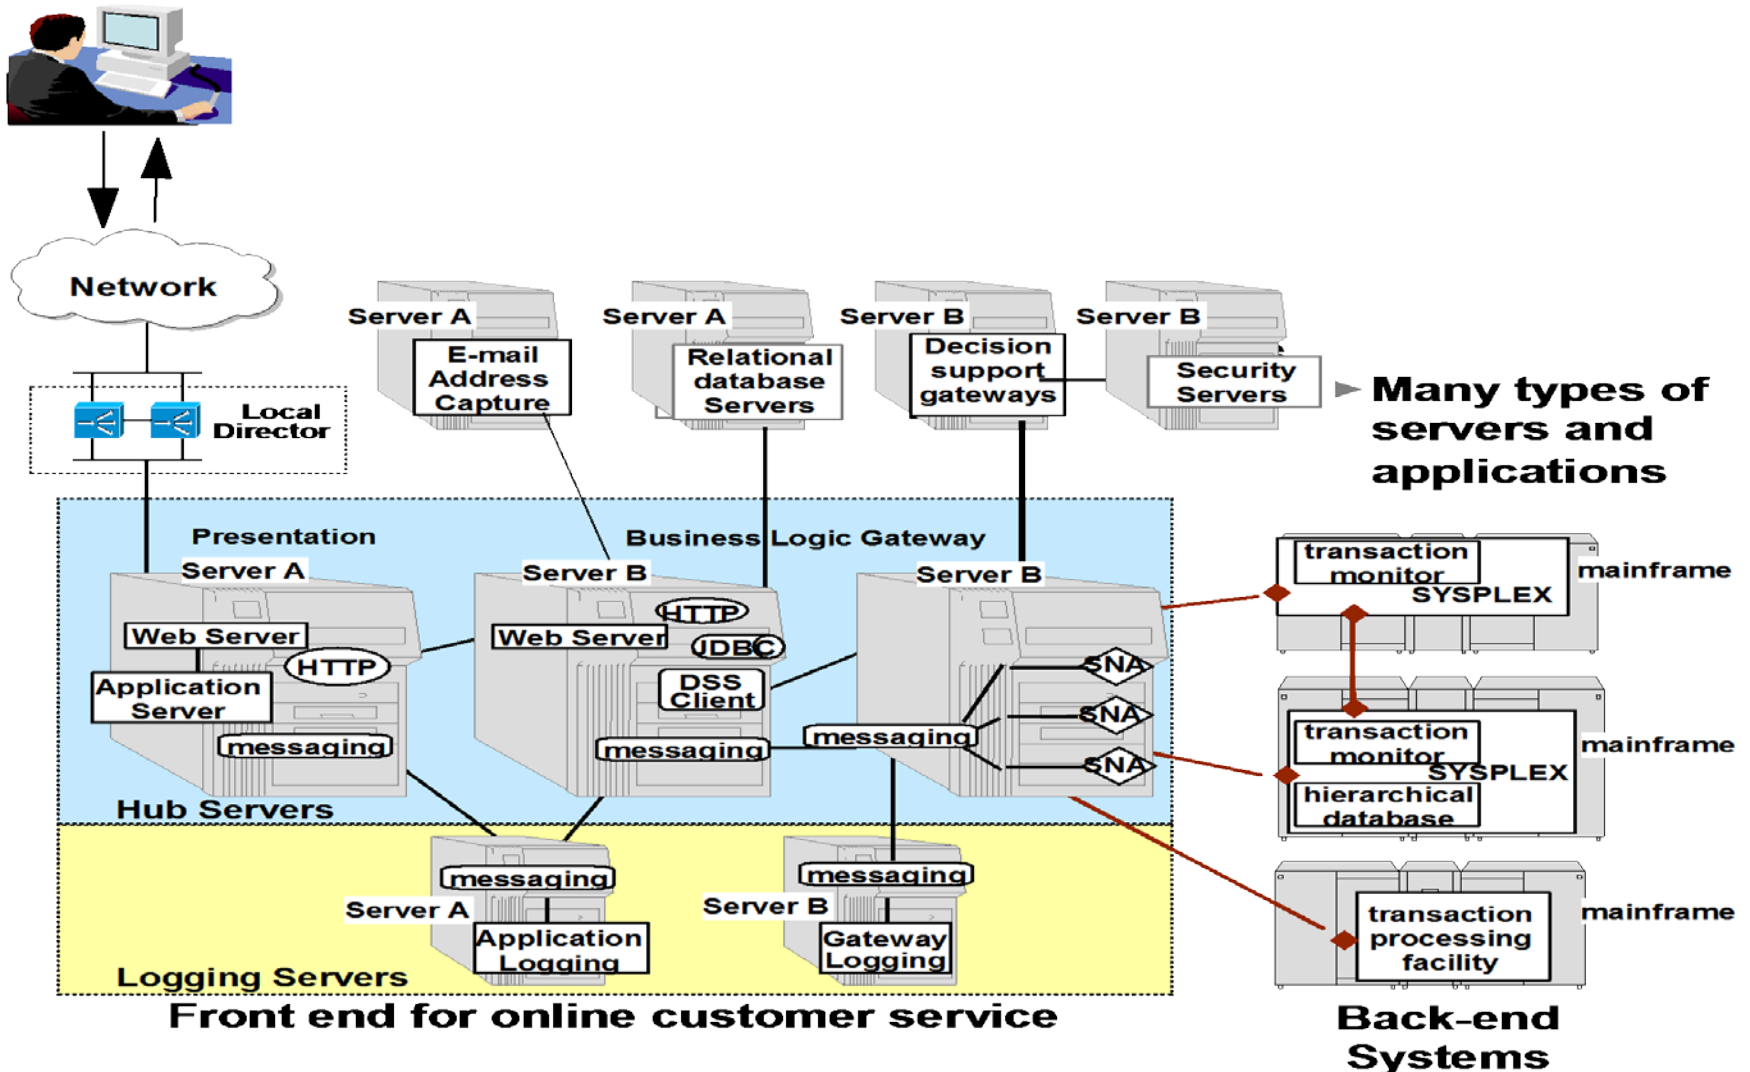 Network
Local
Director
Server A
E-mail
Address
Capture
Server A
Relational
database
Servers
Server B
Decision
support
gateways
Server B
Security
Servers
Many types of
servers and
applications
Presentation
Business Logic Gateway
Server A
Web Server
HTTP
Application
Server
messaging
Server B
HTTP
Web Server
JDBC
DSS
Client
messaging
Server B
SNA
SNA
messaging
SNA
Hub Servers
transaction
monitor
SYSPLEX
mainframe
transaction
monitor
SYSPLEX
hierarchical
database
mainframe
transaction
processing
facility
mainframe
messaging
Server A
Application
Logging
messaging
Server B
Gateway
Logging
Logging Servers
Front end for online customer service
Back-end
Systems